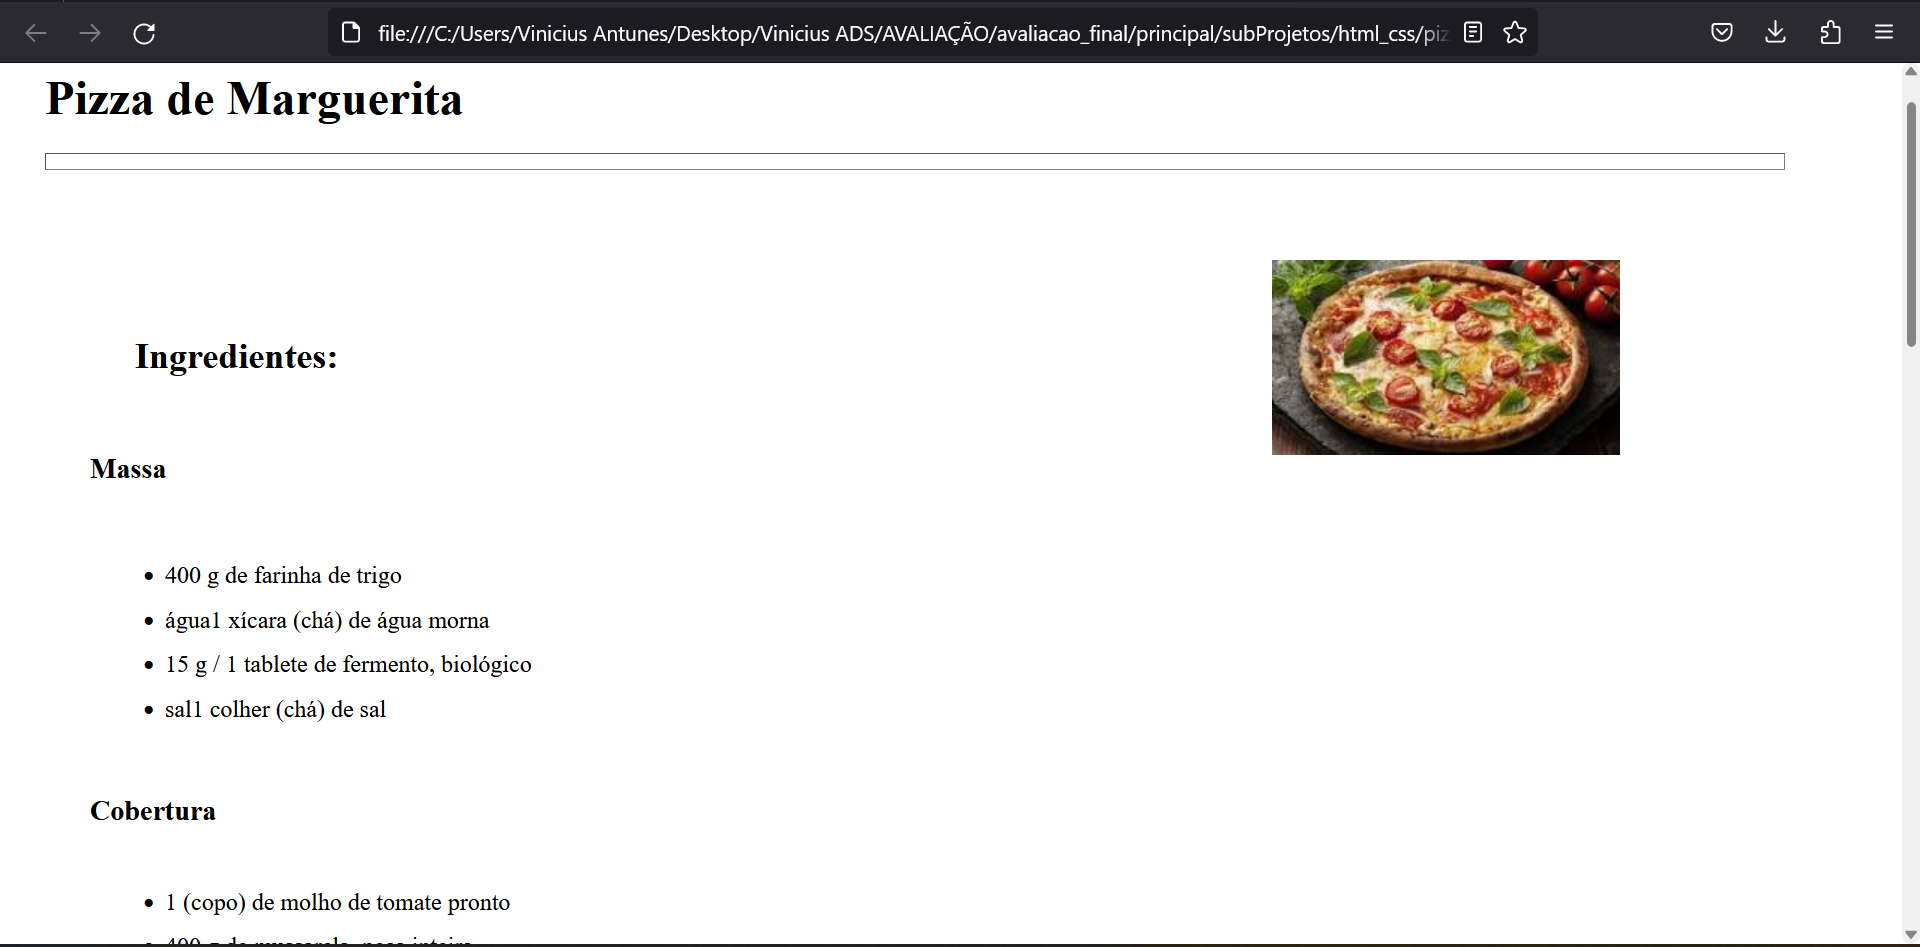 file:///C:/Users/Vinicius Antunes/Desktop/Vinicius ADS/AVALIAÇÃO/avaliacao_final/principal/subProjetos/html_css/piz
Pizza de Marguerita
Ingredientes:
Massa
• 400 g de farinha de trigo
• água1 xícara (chá) de água morna
• 15 g / 1 tablete de fermento, biológico
• sal1 colher (chá) de sal
Cobertura
• 1 (copo) de molho de tomate pronto